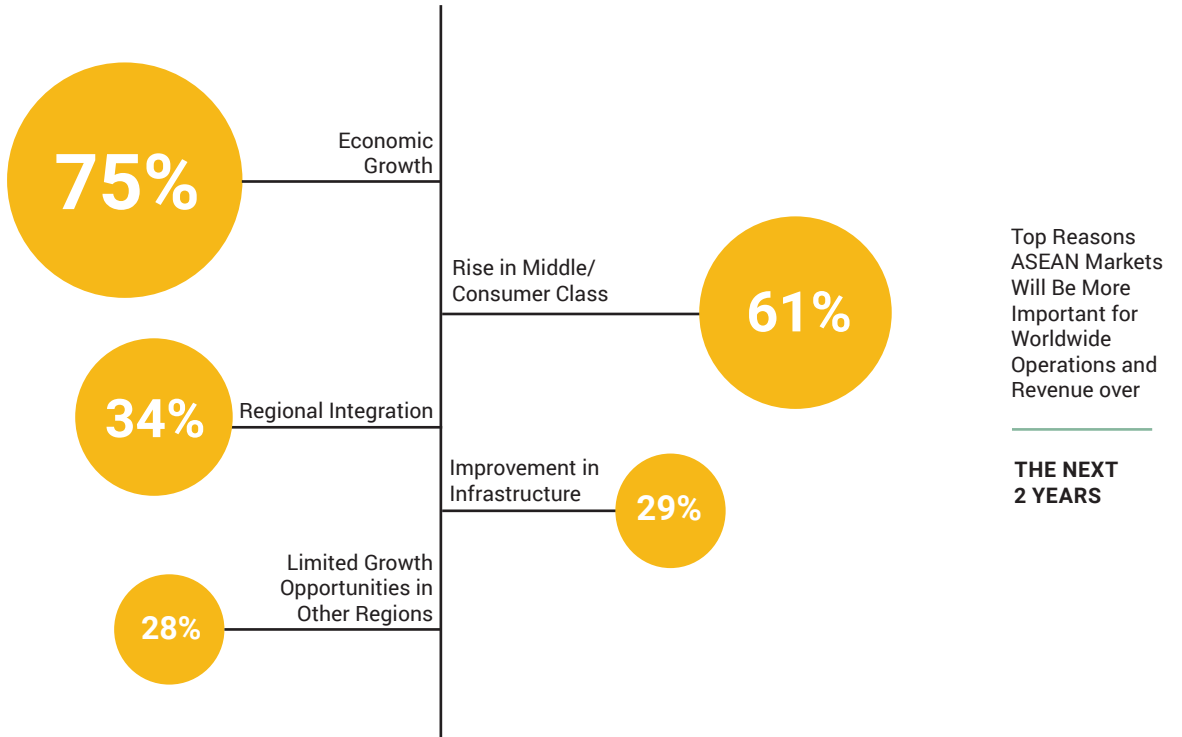 75%
Economic
Growth
Rise in Middle/
Consumer Class
61%
34%
Regional Integration
Improvement in
Infrastructure
29%
28%
Limited Growth
Opportunities in
Other Regions
Top Reasons
ASEAN Markets
Will Be More
Important for
Worldwide
Operations and
Revenue over
THE NEXT
2 YEARS